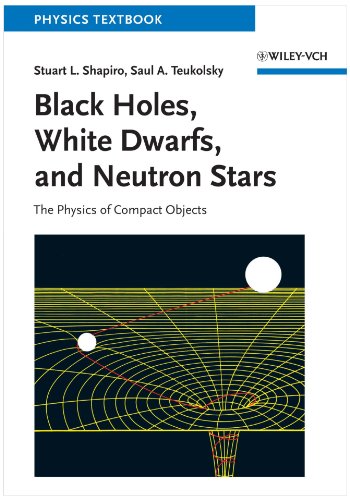 PHYSICS TEXTBOOK
Stuart L. Shapiro, Saul A. Teukolsky
WILEY-VCH
Black Holes,
White Dwarfs,
and Neutron Stars
The Physics of Compact Objects